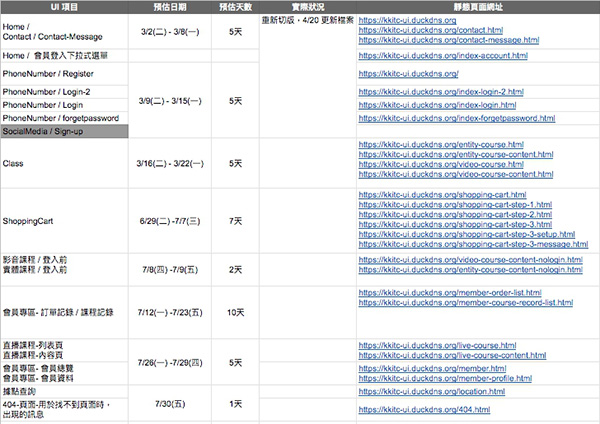 UI 項目 預估日期 預估天數 實際狀況 靜態頁面網址
Home /
Contact / Contact-Message
3/2(二) - 3/8(一) 5天 重新切版，4/20 更新檔案
https://kkitc-ui.duckdns.org
https://kkitc-ui.duckdns.org/contact.html
https://kkitc-ui.duckdns.org/contact-message.html
Home / 會員登入下拉式選單 https://kkitc-ui.duckdns.org/index-account.html
PhoneNumber / Register https://kkitc-ui.duckdns.org/
3/9(二) - 3/15(一) 5天
PhoneNumber / Login-2 https://kkitc-ui.duckdns.org/index-login-2.html
PhoneNumber / Login https://kkitc-ui.duckdns.org/index-login.html
PhoneNumber / forgetpassword https://kkitc-ui.duckdns.org/index-forgetpassword.html
SocialMedia / Sign-up
Class 3/16(二) - 3/22(一) 5天
https://kkitc-ui.duckdns.org/entity-course.html
https://kkitc-ui.duckdns.org/entity-course-content.html
https://kkitc-ui.duckdns.org/video-course.html
https://kkitc-ui.duckdns.org/video-course-content.html
ShoppingCart 6/29(二) -7/7(三) 7天
https://kkitc-ui.duckdns.org/shopping-cart.html
https://kkitc-ui.duckdns.org/shopping-cart-step-1.html
https://kkitc-ui.duckdns.org/shopping-cart-step-2.html
https://kkitc-ui.duckdns.org/shopping-cart-step-3.html
https://kkitc-ui.duckdns.org/shopping-cart-step-3-setup.html
https://kkitc-ui.duckdns.org/shopping-cart-step-3-message.html
影音課程 / 登入前
實體課程 / 登入前
7/8(四) -7/9(五) 2天
https://kkitc-ui.duckdns.org/video-course-content-nologin.html
https://kkitc-ui.duckdns.org/entity-course-content-nologin.html
會員專區- 訂單記錄 / 課程記錄 7/12(一) -7/23(五) 10天
https://kkitc-ui.duckdns.org/member-order-list.html
https://kkitc-ui.duckdns.org/member-course-record-list.html
直播課程-列表頁
直播課程-內容頁
https://kkitc-ui.duckdns.org/live-course.html
https://kkitc-ui.duckdns.org/live-course-content.html
7/26(一) -7/29(四) 5天
會員專區- 會員總覽
會員專區- 會員資料
https://kkitc-ui.duckdns.org/member.html
https://kkitc-ui.duckdns.org/member-profile.html
據點查詢 https://kkitc-ui.duckdns.org/location.html
7/30(五) 1天
404-頁面-用於找不到頁面時，
出現的訊息
https://kkitc-ui.duckdns.org/404.html